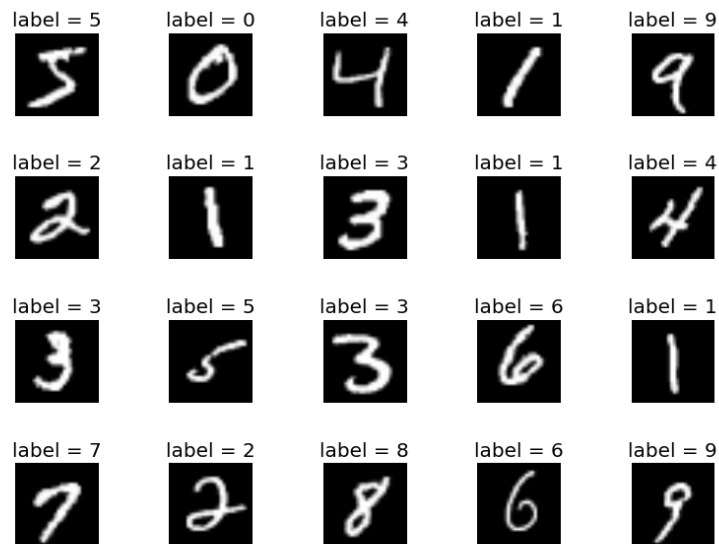 label = 5 label = 0 label = 4 label = 1 label = 9
5 0 4 1 9
label = 2 label = 1 label = 3 label = 1 label = 4
2 1 3 1 4
label = 3 label = 5 label = 3 label = 6 label = 1
3 5 3 6 1
label = 7 label = 2 label = 8 label = 6 label = 9
7 2 8 6 9